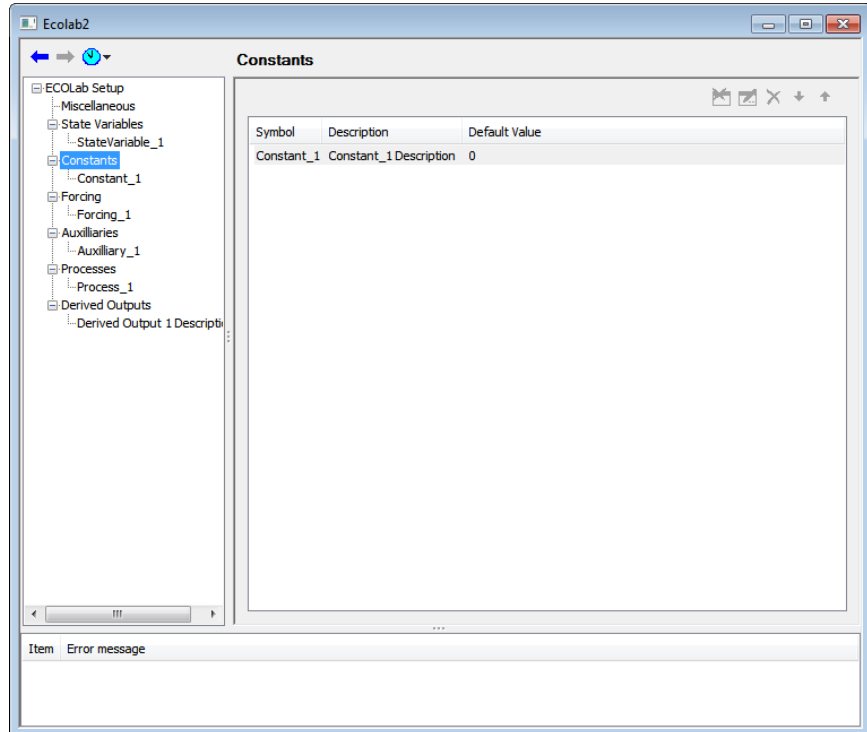 Ecolab2
Constants
ECOLab Setup
Miscellaneous
State Variables
StateVariable_1
Constants
Constant_1
Forcing
Forcing_1
Auxilliaries
Auxilliary_1
Processes
Process_1
Derived Outputs
Derived Output 1 Descripti
Symbol Description Default Value
Constant_1 Constant_1 Description 0
Item Error message